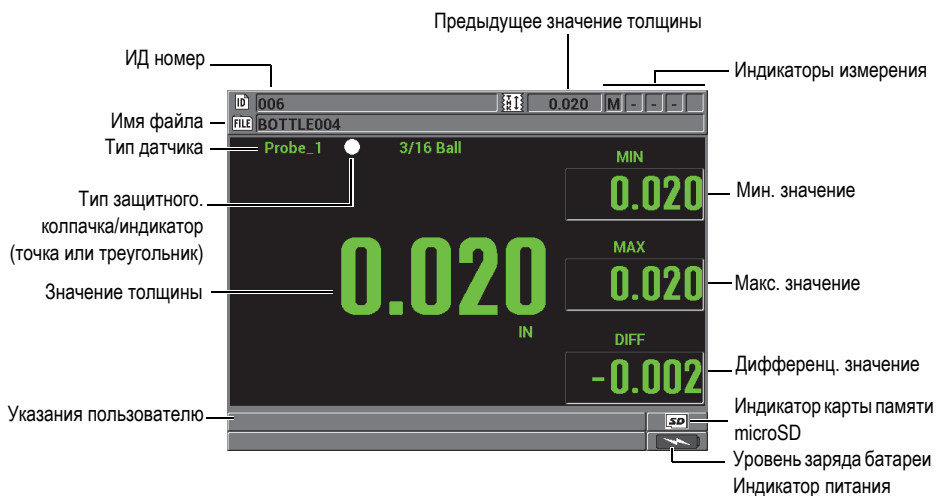 Предыдущее значение толщины
ИД номер
Индикаторы измерения
ID 006 0.020 M - - -
Имя файла
FILE BOTTLE004
Тип датчика
Probe_1 3/16 Ball
MIN
0.020
Мин. значение
Тип защитного.
колпачка/индикатор
(точка или треугольник)
Значение толщины
0.020
IN
MAX
0.020
Макс. значение
DIFF
-0.002
Дифференц. значение
Указания пользователю
SD
Индикатор карты памяти
microSD
Уровень заряда батареи
Индикатор питания